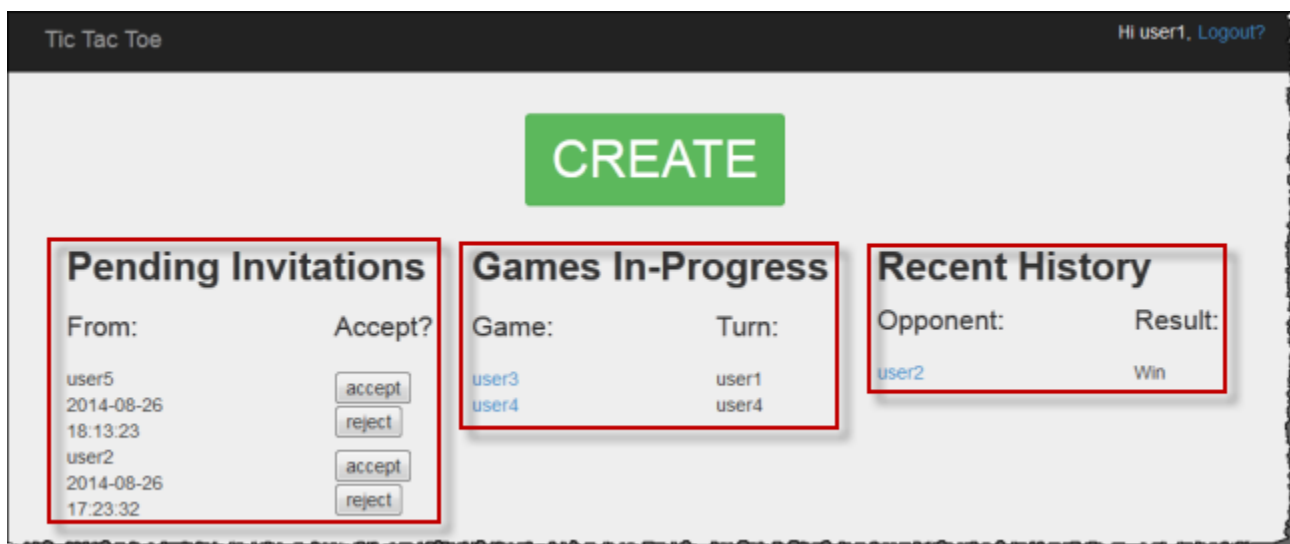 Tic Tac Toe
Hi user1, Logout?
CREATE
Pending Invitations
From: Accept?
user5
2014-08-26
18:13:23
accept
reject
user2
2014-08-26
17:23:32
accept
reject
Games In-Progress
Game: Turn:
user3 user1
user4 user4
Recent History
Opponent: Result:
user2 Win